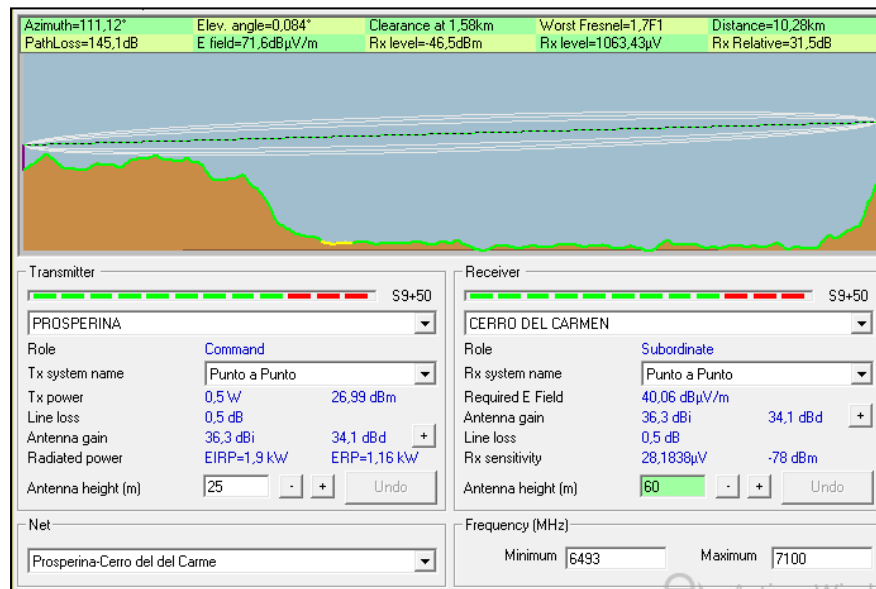 Azimuth=111,12° Elev. angle=0,084° Clearance at 1,58km Worst Fresnel=1,7F1 Distance=10,28km
PathLoss=145,1dB E field=71,6dBµV/m Rx level=-46,5dBm Rx level=1063,43µV Rx Relative=31,5dB
Transmitter
S9+50
PROSPERINA
Role Command
Tx system name Punto a Punto
Tx power 0,5 W 26,99 dBm
Line loss 0,5 dB
Antenna gain 36,3 dBi 34,1 dBd +
Radiated power EIRP=1,9 kW ERP=1,16 kW
Antenna height (m) 25 - + Undo
Receiver
S9+50
CERRO DEL CARMEN
Role Subordinate
Rx system name Punto a Punto
Required E Field 40,06 dBµV/m
Antenna gain 36,3 dBi 34,1 dBd +
Line loss 0,5 dB
Rx sensitivity 28,1838µV -78 dBm
Antenna height (m) 60 - + Undo
Net
Prosperina-Cerro del del Carme
Frequency (MHz)
Minimum 6493 Maximum 7100